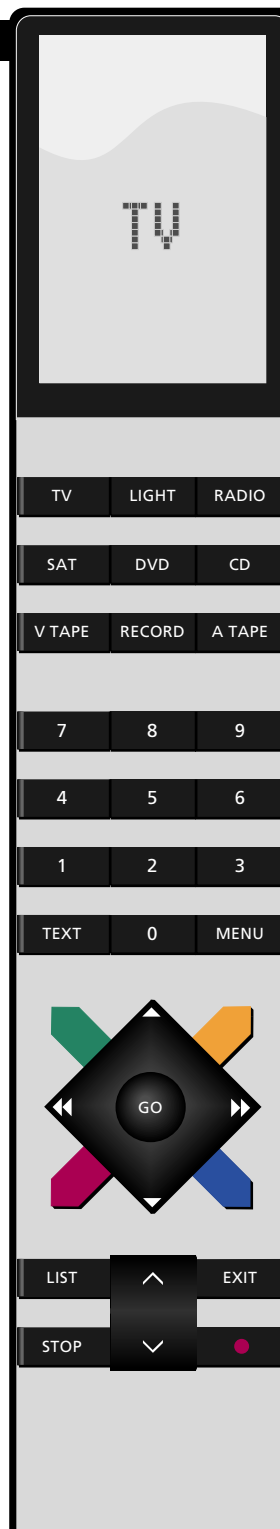 TV
TV LIGHT RADIO
SAT DVD CD
V TAPE RECORD A TAPE
7 8 9
4 5 6
1 2 3
TEXT 0 MENU
GO
LIST EXIT
STOP